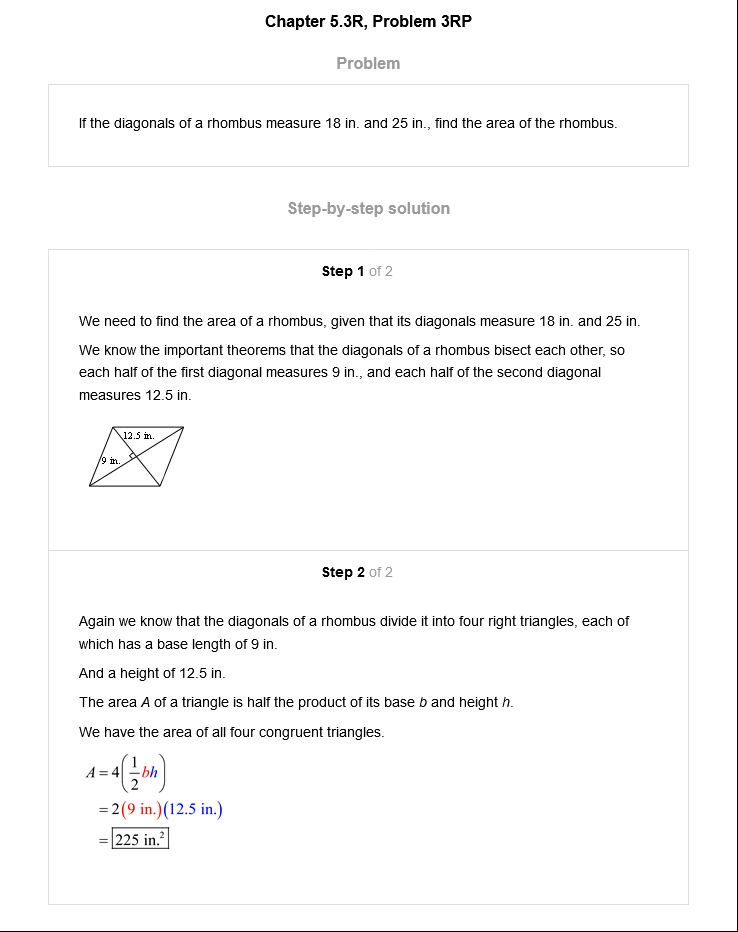 Chapter 5.3R, Problem 3RP
Problem
If the diagonals of a rhombus measure 18 in. and 25 in., find the area of the rhombus.
Step-by-step solution
Step 1 of 2
We need to find the area of a rhombus, given that its diagonals measure 18 in. and 25 in.
We know the important theorems that the diagonals of a rhombus bisect each other, so
each half of the first diagonal measures 9 in., and each half of the second diagonal
measures 12.5 in.
12.5 in.
9 in.
Step 2 of 2
Again we know that the diagonals of a rhombus divide it into four right triangles, each of
which has a base length of 9 in.
And a height of 12.5 in.
The area A of a triangle is half the product of its base b and height h.
We have the area of all four congruent triangles.
A = 4(1/2 bh)
= 2(9 in.)(12.5 in.)
= 225 in.²